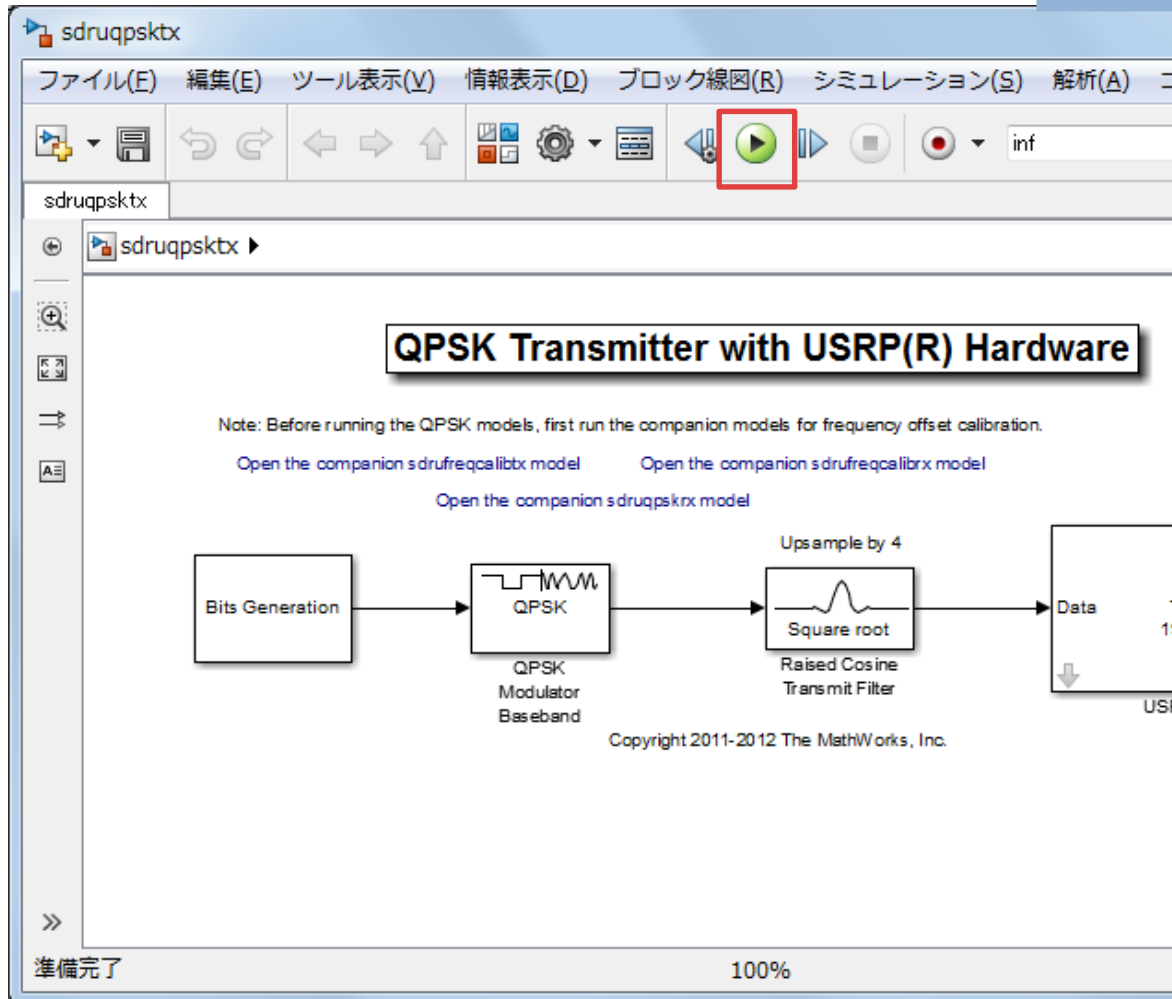 sdruqpsktx
ファイル(F) 編集(E) ツール表示(V) 情報表示(D) ブロック線図(R) シミュレーション(S) 解析(A)
inf
sdruqpsktx
sdruqpsktx
QPSK Transmitter with USRP(R) Hardware
Note: Before running the QPSK models, first run the companion models for frequency offset calibration.
Open the companion sdrufreqcalibtx model Open the companion sdrufreqcalibrx model
Open the companion sdruqpskrx model
Upsample by 4
Bits Generation
QPSK
Square root
Data
QPSK
Modulator
Baseband
Raised Cosine
Transmit Filter
Copyright 2011-2012 The MathWorks, Inc.
準備完了 100%